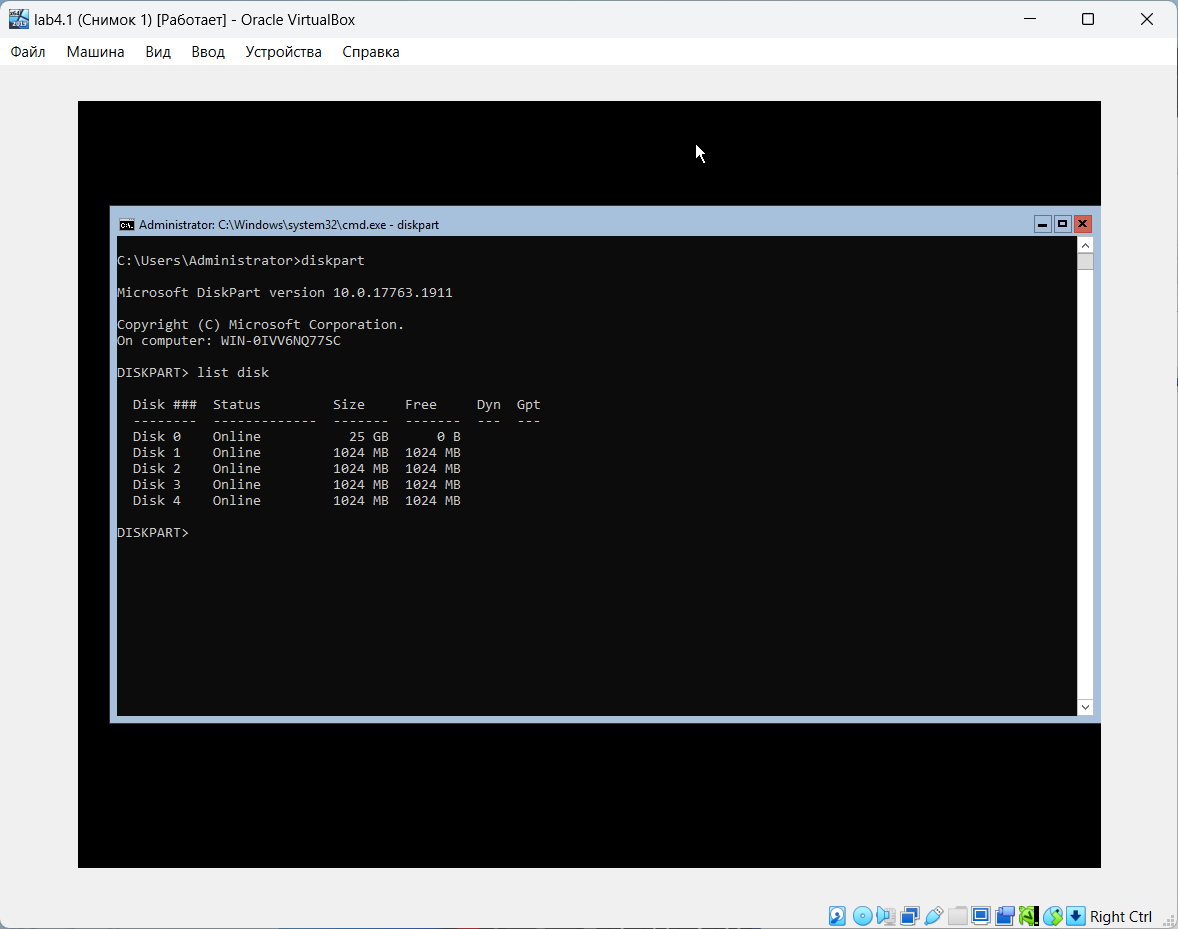 lab4.1 (Снимок 1) [Работает] - Oracle VirtualBox
Файл Машина Вид Ввод Устройства Справка
Administrator: C:\Windows\system32\cmd.exe - diskpart
C:\Users\Administrator>diskpart
Microsoft DiskPart version 10.0.17763.1911
Copyright (C) Microsoft Corporation.
On computer: WIN-0IVV6NQ77SC
DISKPART> list disk
Disk ### Status Size Free Dyn Gpt
-------- ------------- ------- ------- --- ---
Disk 0 Online 25 GB 0 B
Disk 1 Online 1024 MB 1024 MB
Disk 2 Online 1024 MB 1024 MB
Disk 3 Online 1024 MB 1024 MB
Disk 4 Online 1024 MB 1024 MB
DISKPART>
Right Ctrl